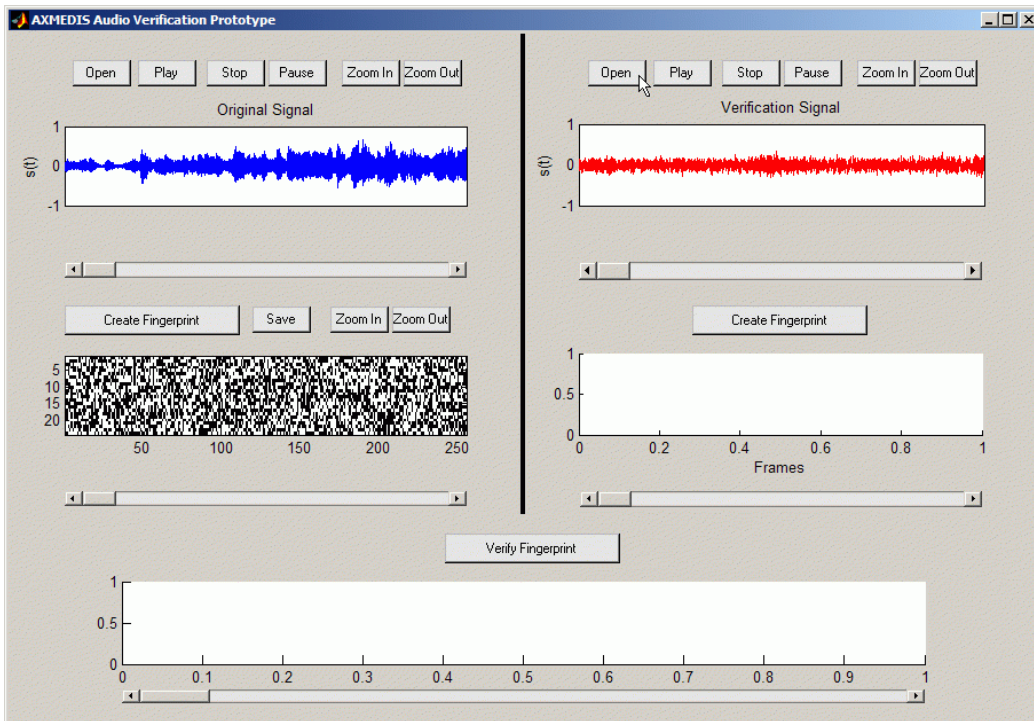 AXMEDIS Audio Verification Prototype
Open Play Stop Pause Zoom In Zoom Out
Original Signal
1
0
-1
s(t)
Create Fingerprint Save Zoom In Zoom Out
5
10
15
20
50 100 150 200 250
Open Play Stop Pause Zoom In Zoom Out
Verification Signal
1
0
-1
s(t)
Create Fingerprint
1
0.5
0
0 0.2 0.4 0.6 0.8 1
Frames
Verify Fingerprint
1
0.5
0
0 0.1 0.2 0.3 0.4 0.5 0.6 0.7 0.8 0.9 1